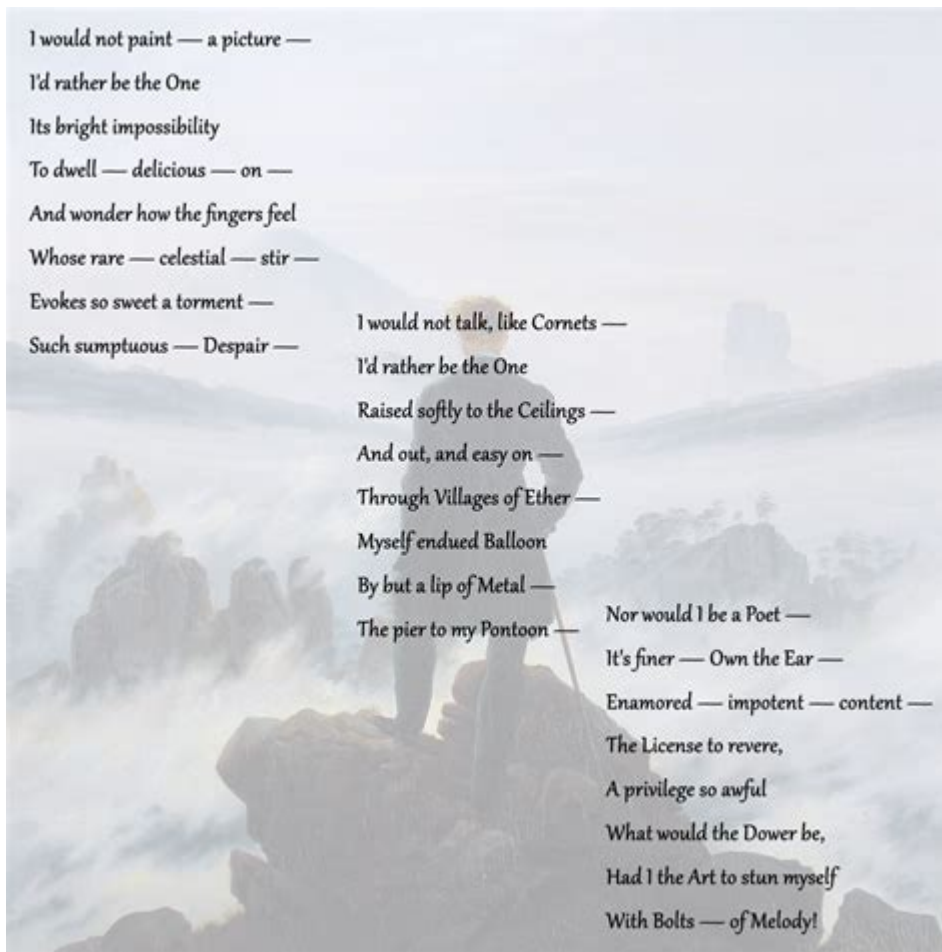 I would not paint — a picture —
I'd rather be the One
Its bright impossibility
To dwell — delicious — on —
And wonder how the fingers feel
Whose rare — celestial — stir —
Evokes so sweet a torment —
Such sumptuous — Despair —
I would not talk, like Cornets —
I'd rather be the One
Raised softly to the Ceilings —
And out, and easy on —
Through Villages of Ether —
Myself endued Balloon
By but a lip of Metal —
The pier to my Pontoon —
Nor would I be a Poet —
It's finer — Own the Ear —
Enamored — impotent — content —
The License to revere,
A privilege so awful
What would the Dower be,
Had I the Art to stun myself
With Bolts — of Melody!